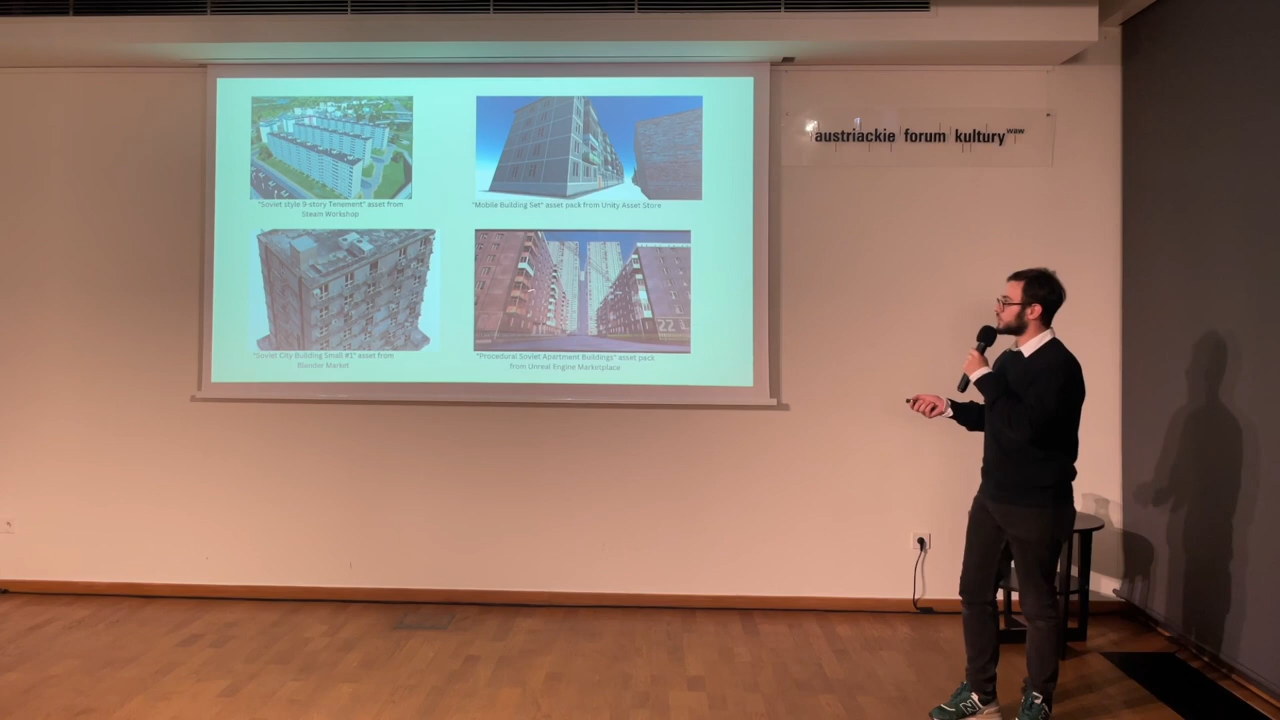 "Soviet style 9-story Tenement" asset from
Steam Workshop
"Mobile Building Set" asset pack from Unity Asset Store
"Soviet City Building Small #1" asset from
Blender Market
22
"Procedural Soviet Apartment Buildings" asset pack
from Unreal Engine Marketplace
austriackie forum kultury waw
N